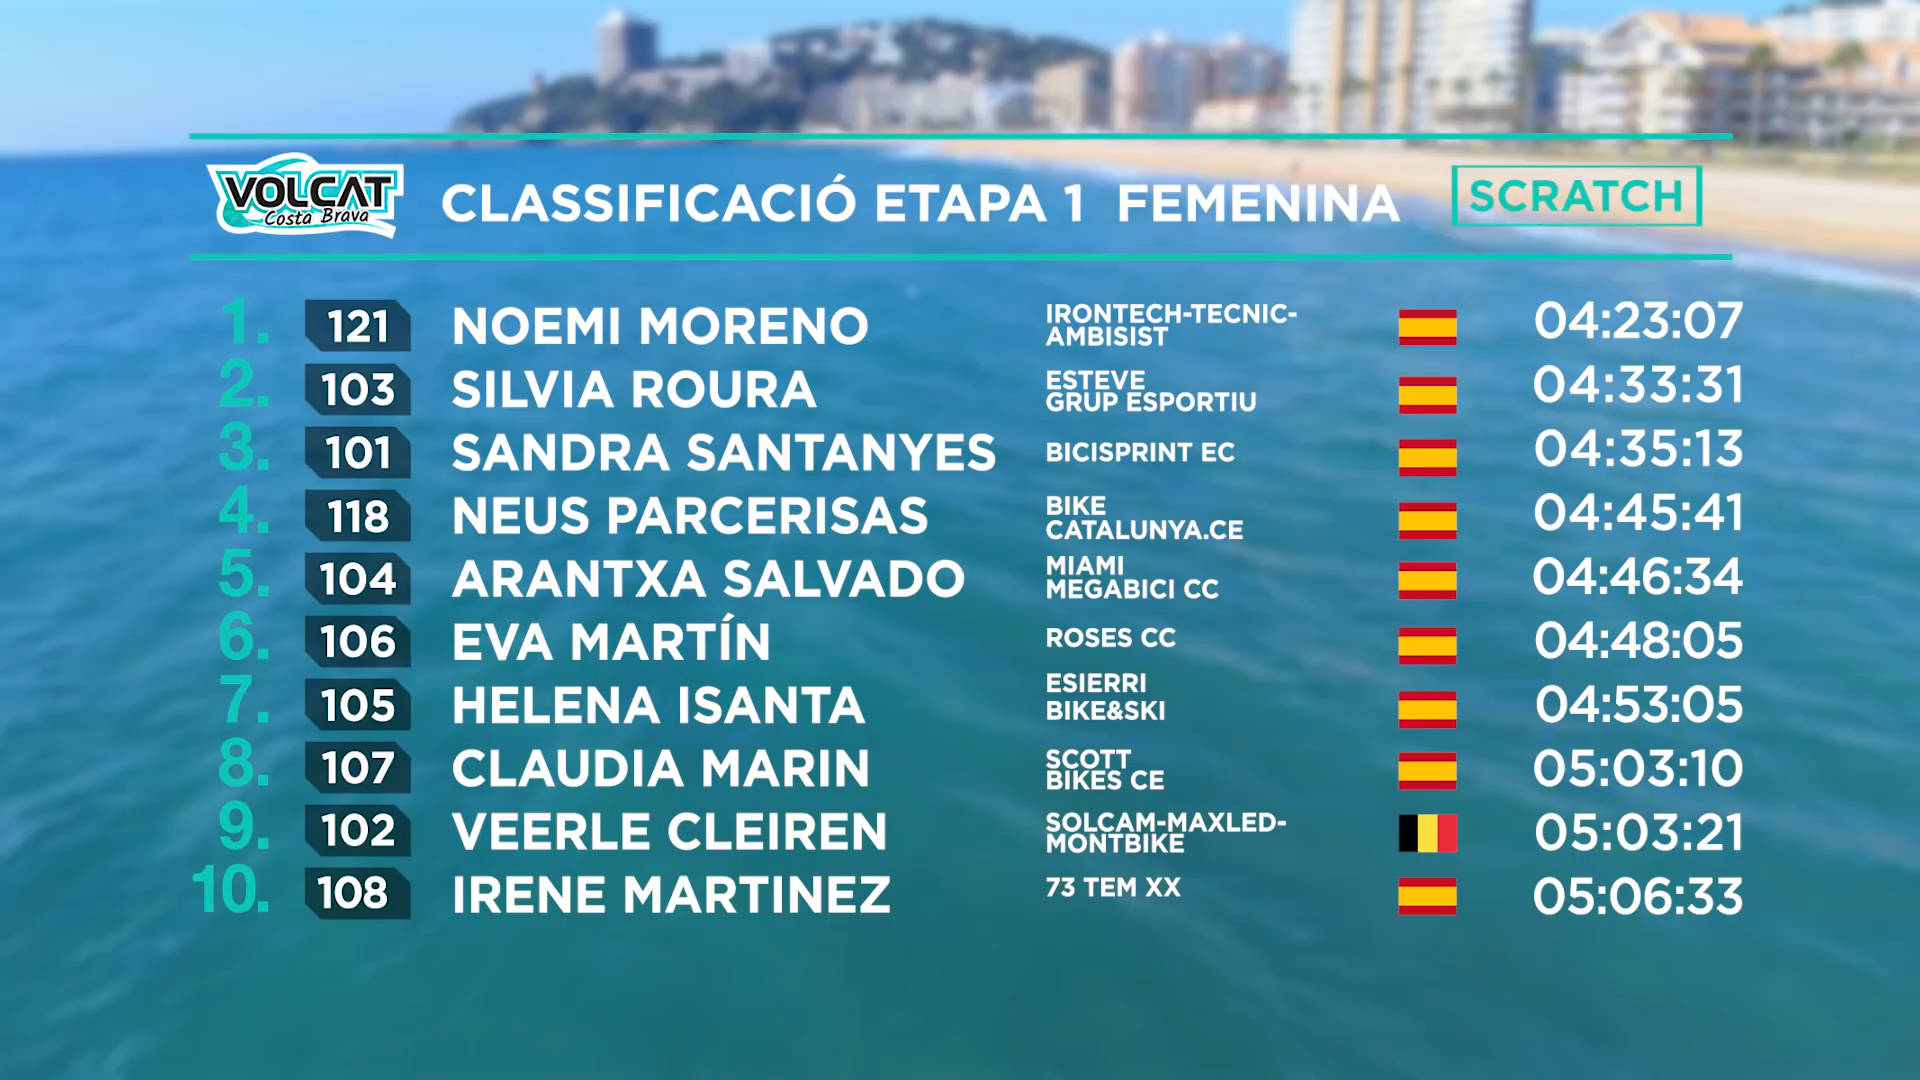 VOLCAT
Costa Brava
CLASSIFICACIÓ ETAPA 1 FEMENINA
SCRATCH
1. 121 NOEMI MORENO IRONTECH-TECNIC-
AMBISIST 04:23:07
2. 103 SILVIA ROURA ESTEVE
GRUP ESPORTIU 04:33:31
3. 101 SANDRA SANTANYES BICISPRINT EC 04:35:13
4. 118 NEUS PARCERISAS BIKE
CATALUNYA.CE 04:45:41
5. 104 ARANTXA SALVADO MIAMI
MEGABICI CC 04:46:34
6. 106 EVA MARTÍN ROSES CC 04:48:05
7. 105 HELENA ISANTA ESIERRI
BIKE&SKI 04:53:05
8. 107 CLAUDIA MARIN SCOTT
BIKES CE 05:03:10
9. 102 VEERLE CLEIREN SOLCAM-MAXLED-
MONTBIKE 05:03:21
10. 108 IRENE MARTINEZ 73 TEM XX 05:06:33